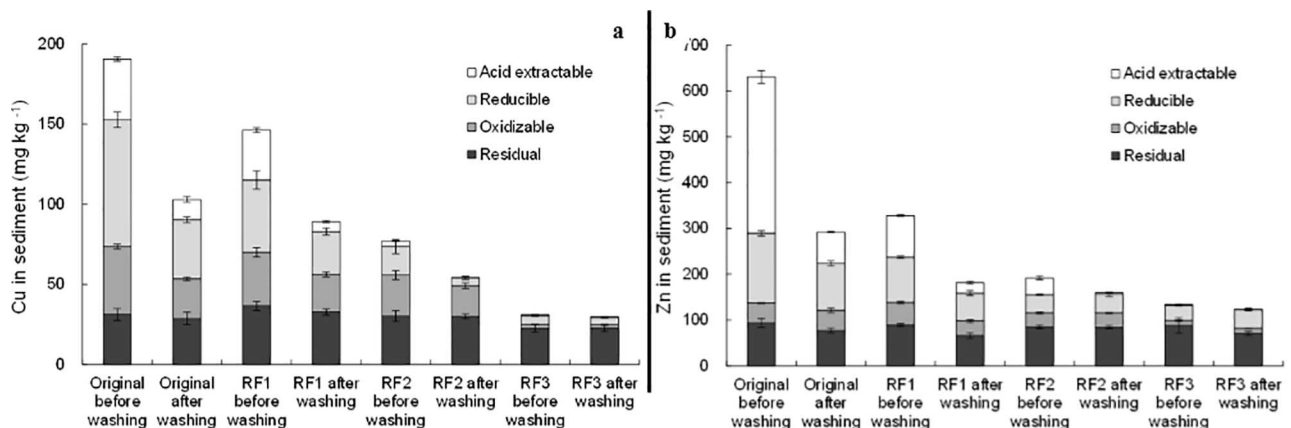 a
Cu in sediment (mg kg ⁻¹)
200
150
100
50
0
Acid extractable
Reducible
Oxidizable
Residual
Original before washing
Original after washing
RF1 before washing
RF1 after washing
RF2 before washing
RF2 after washing
RF3 before washing
RF3 after washing
b
Zn in sediment (mg kg ⁻¹)
700
600
500
400
300
200
100
0
Acid extractable
Reducible
Oxidizable
Residual
Original before washing
Original after washing
RF1 before washing
RF1 after washing
RF2 before washing
RF2 after washing
RF3 before washing
RF3 after washing